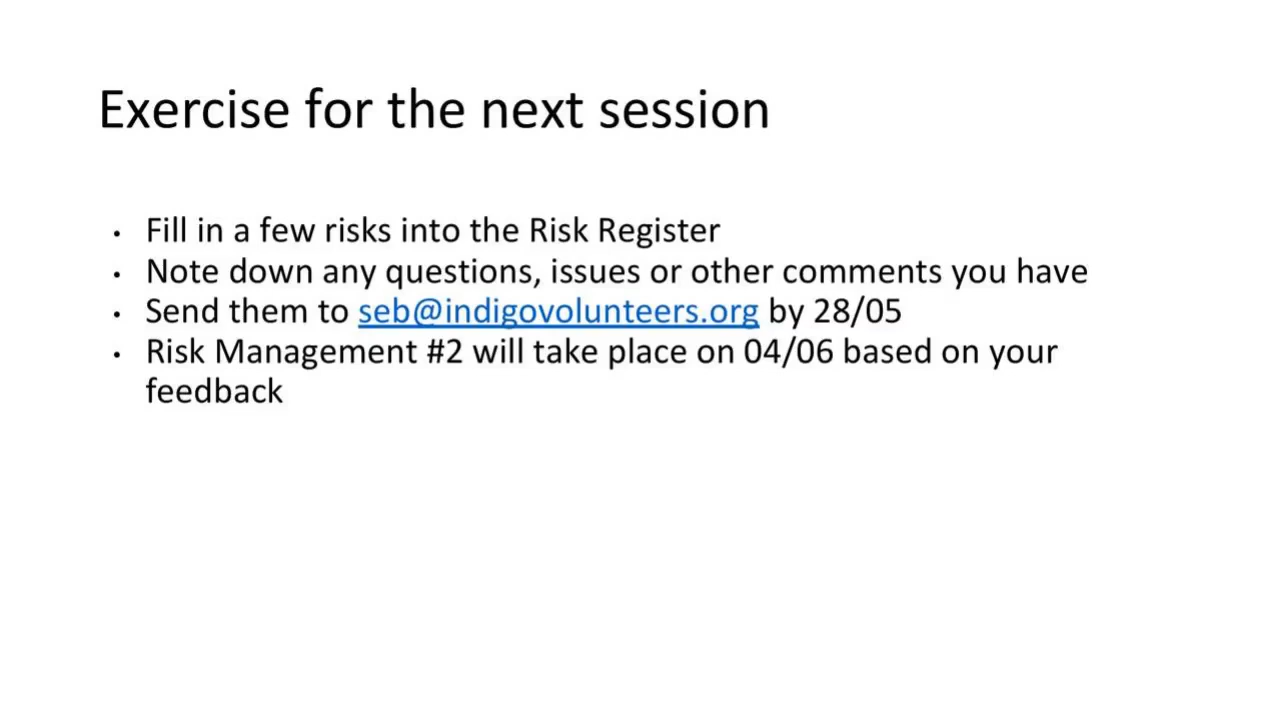 Exercise for the next session
• Fill in a few risks into the Risk Register
• Note down any questions, issues or other comments you have
• Send them to seb@indigovolunteers.org by 28/05
• Risk Management #2 will take place on 04/06 based on your
feedback